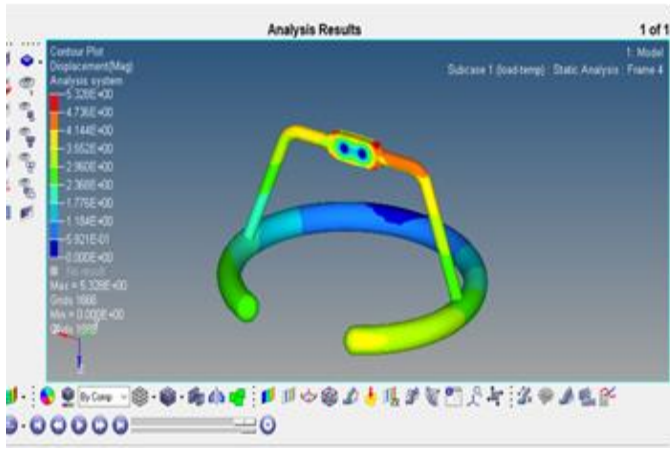 Analysis Results
1 of 1
Contour Plot
Displacement(Mag)
Analysis system
5.328E+00
4.736E+00
4.144E+00
3.552E+00
2.960E+00
2.368E+00
1.776E+00
1.184E+00
5.921E-01
0.000E+00
No result
Max = 5.328E+00
Grids 1666
Min = 0.000E+00
1: Model
Subcase 1 (load-temp) : Static Analysis : Frame 4
By Comp